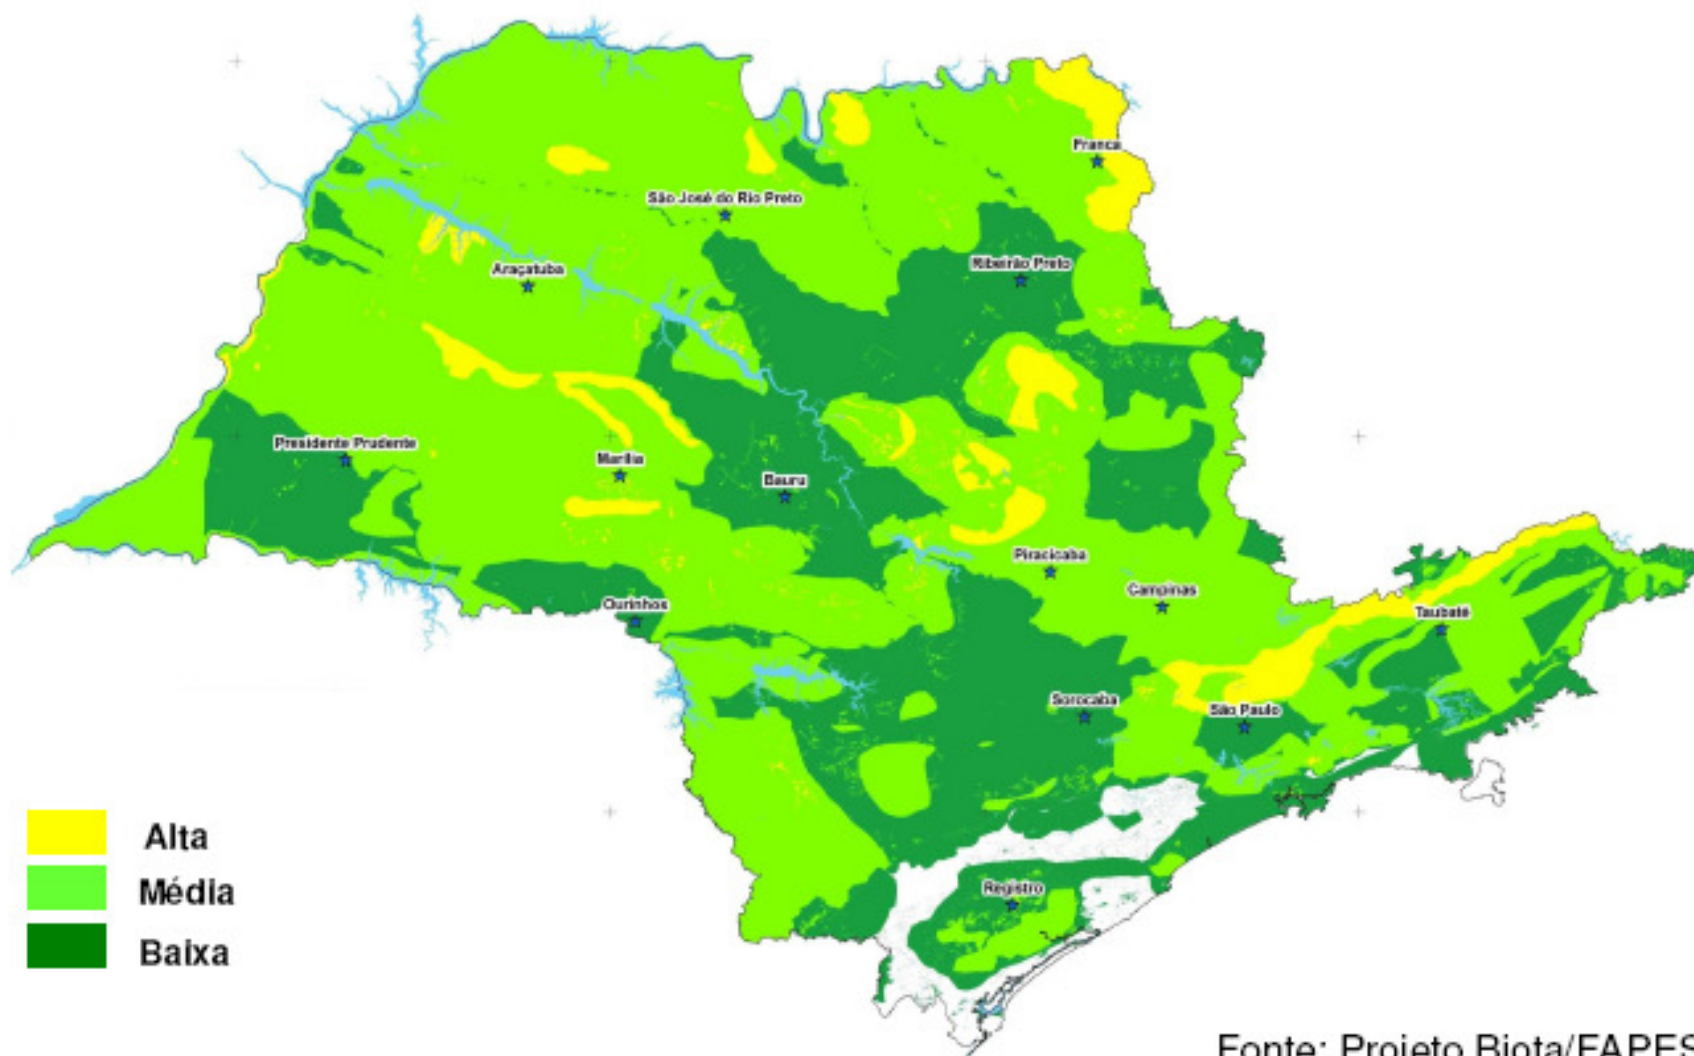 Franca
São José do Rio Preto
Ribeirão Preto
Araçatuba
Presidente Prudente
Marília
Bauru
Piracicaba
Campinas
Ourinhos
Taubaté
Sorocaba
São Paulo
Alta
Média
Registro
Baixa
Fonte: Projeto Biota/FAPES